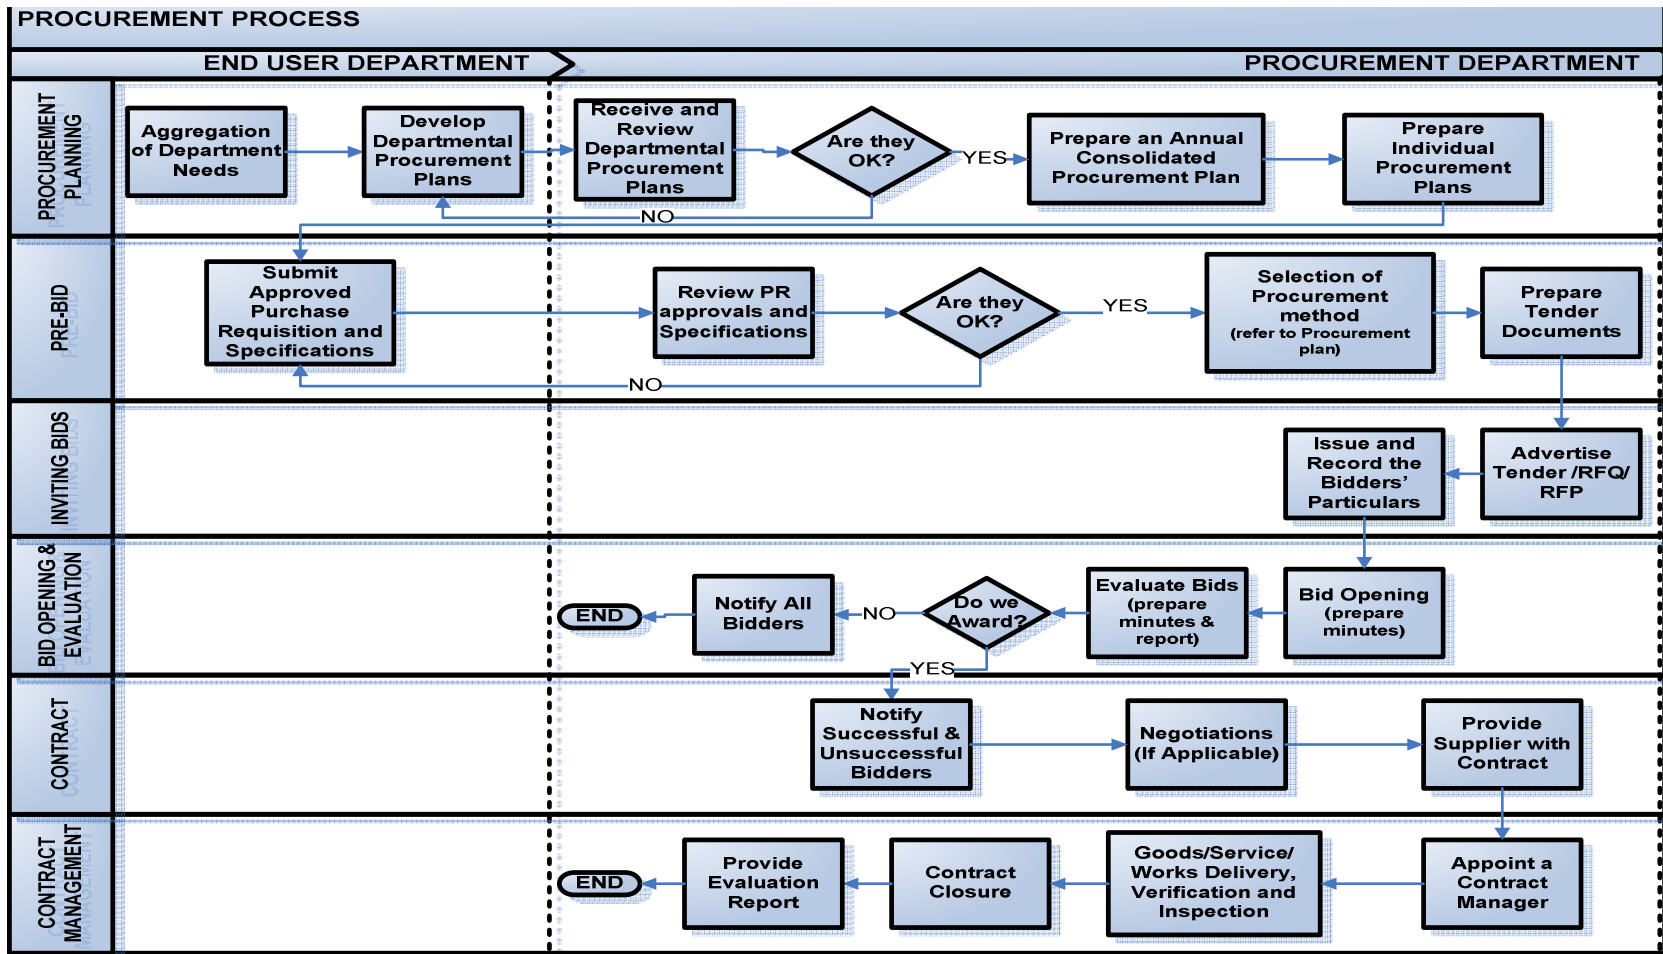 PROCUREMENT PROCESS
END USER DEPARTMENT
PROCUREMENT DEPARTMENT
PROCUREMENT
PLANNING
Aggregation
of Department
Needs
Develop
Departmental
Procurement
Plans
Receive and
Review
Departmental
Procurement
Plans
Are they
OK?
YES
NO
Prepare an Annual
Consolidated
Procurement Plan
Prepare
Individual
Procurement
Plans
PRE-BID
Submit
Approved
Purchase
Requisition and
Specifications
Review PR
approvals and
Specifications
Are they
OK?
YES
NO
Selection of
Procurement
method
(refer to Procurement
plan)
Prepare
Tender
Documents
INVITING BIDS
Advertise
Tender /RFQ/
RFP
Issue and
Record the
Bidders’
Particulars
BID OPENING &
EVALUATION
Bid Opening
(prepare
minutes)
Evaluate Bids
(prepare
minutes &
report)
Do we
Award?
NO
YES
Notify All
Bidders
END
CONTRACT
Notify
Successful &
Unsuccessful
Bidders
Negotiations
(If Applicable)
Provide
Supplier with
Contract
CONTRACT
MANAGEMENT
Appoint a
Contract
Manager
Goods/Service/
Works Delivery,
Verification and
Inspection
Contract
Closure
Provide
Evaluation
Report
END